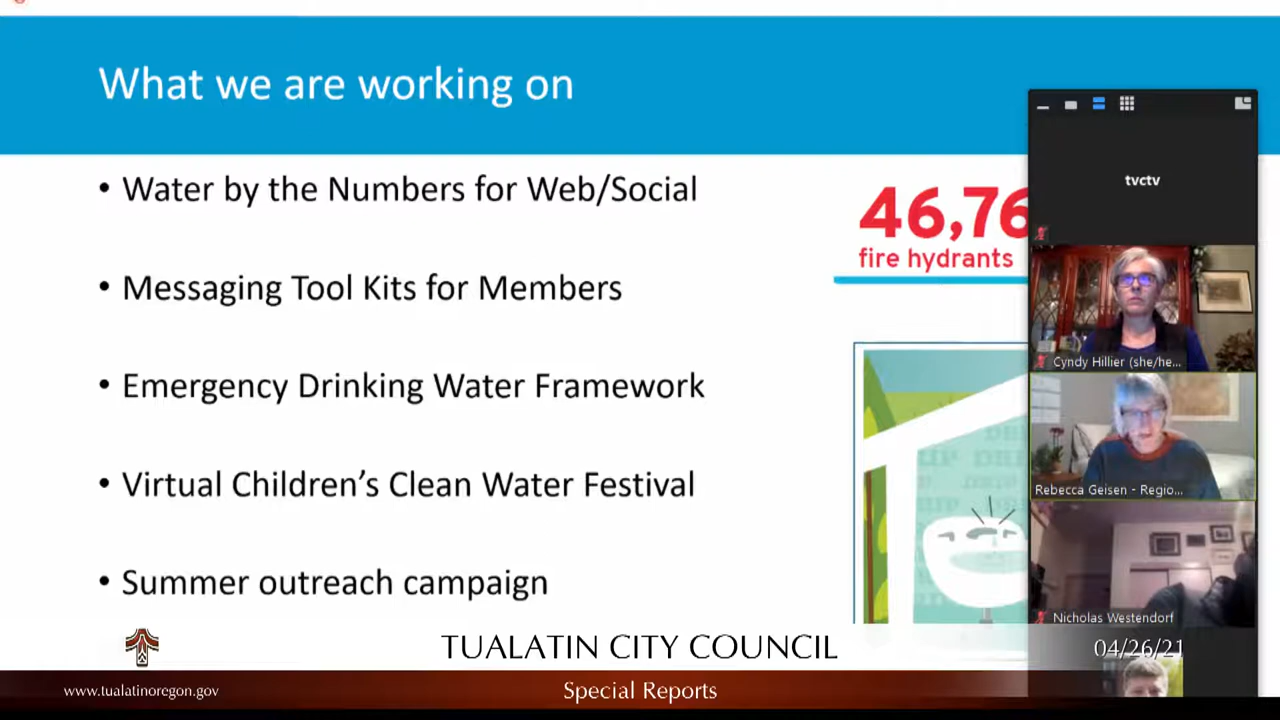 What we are working on
• Water by the Numbers for Web/Social
• Messaging Tool Kits for Members
• Emergency Drinking Water Framework
• Virtual Children's Clean Water Festival
• Summer outreach campaign
46,76
fire hydrants
tvctv
Cyndy Hillier (she/he...
Rebecca Geisen - Regio...
Nicholas Westendorf
TUALATIN CITY COUNCIL
04/26/21
www.tualatinoregon.gov
Special Reports